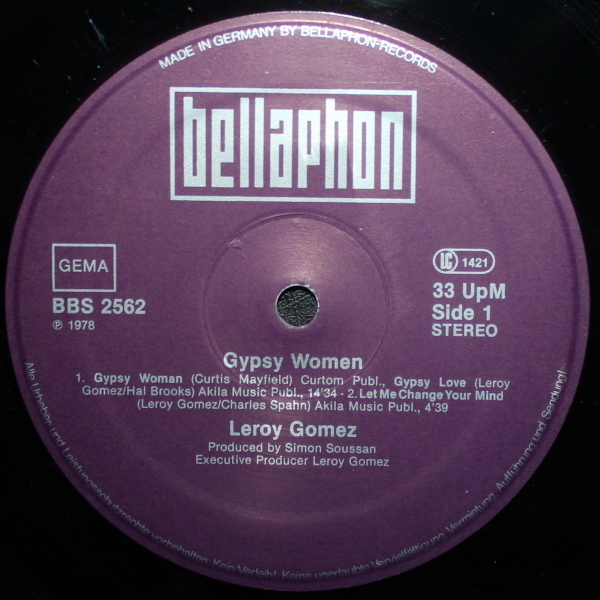 MADE IN GERMANY BY BELLAPHON-RECORDS
bellaphon
GEMA
BBS 2562
℗ 1978
LC 1421
33 UpM
Side 1
STEREO
Gypsy Women
1. Gypsy Woman (Curtis Mayfield) Curtom Publ., Gypsy Love (Leroy
Gomez/Hal Brooks) Akila Music Publ., 14'34 - 2. Let Me Change Your Mind
(Leroy Gomez/Charles Spahn) Akila Music Publ., 4'39
Leroy Gomez
Produced by Simon Soussan
Executive Producer Leroy Gomez
Alle Urheber und Leistungsschutzrechte vorbehalten. Kein Verleih! Keine unerlaubte Vervielfältigung, Vermietung, Aufführung und Sendung!